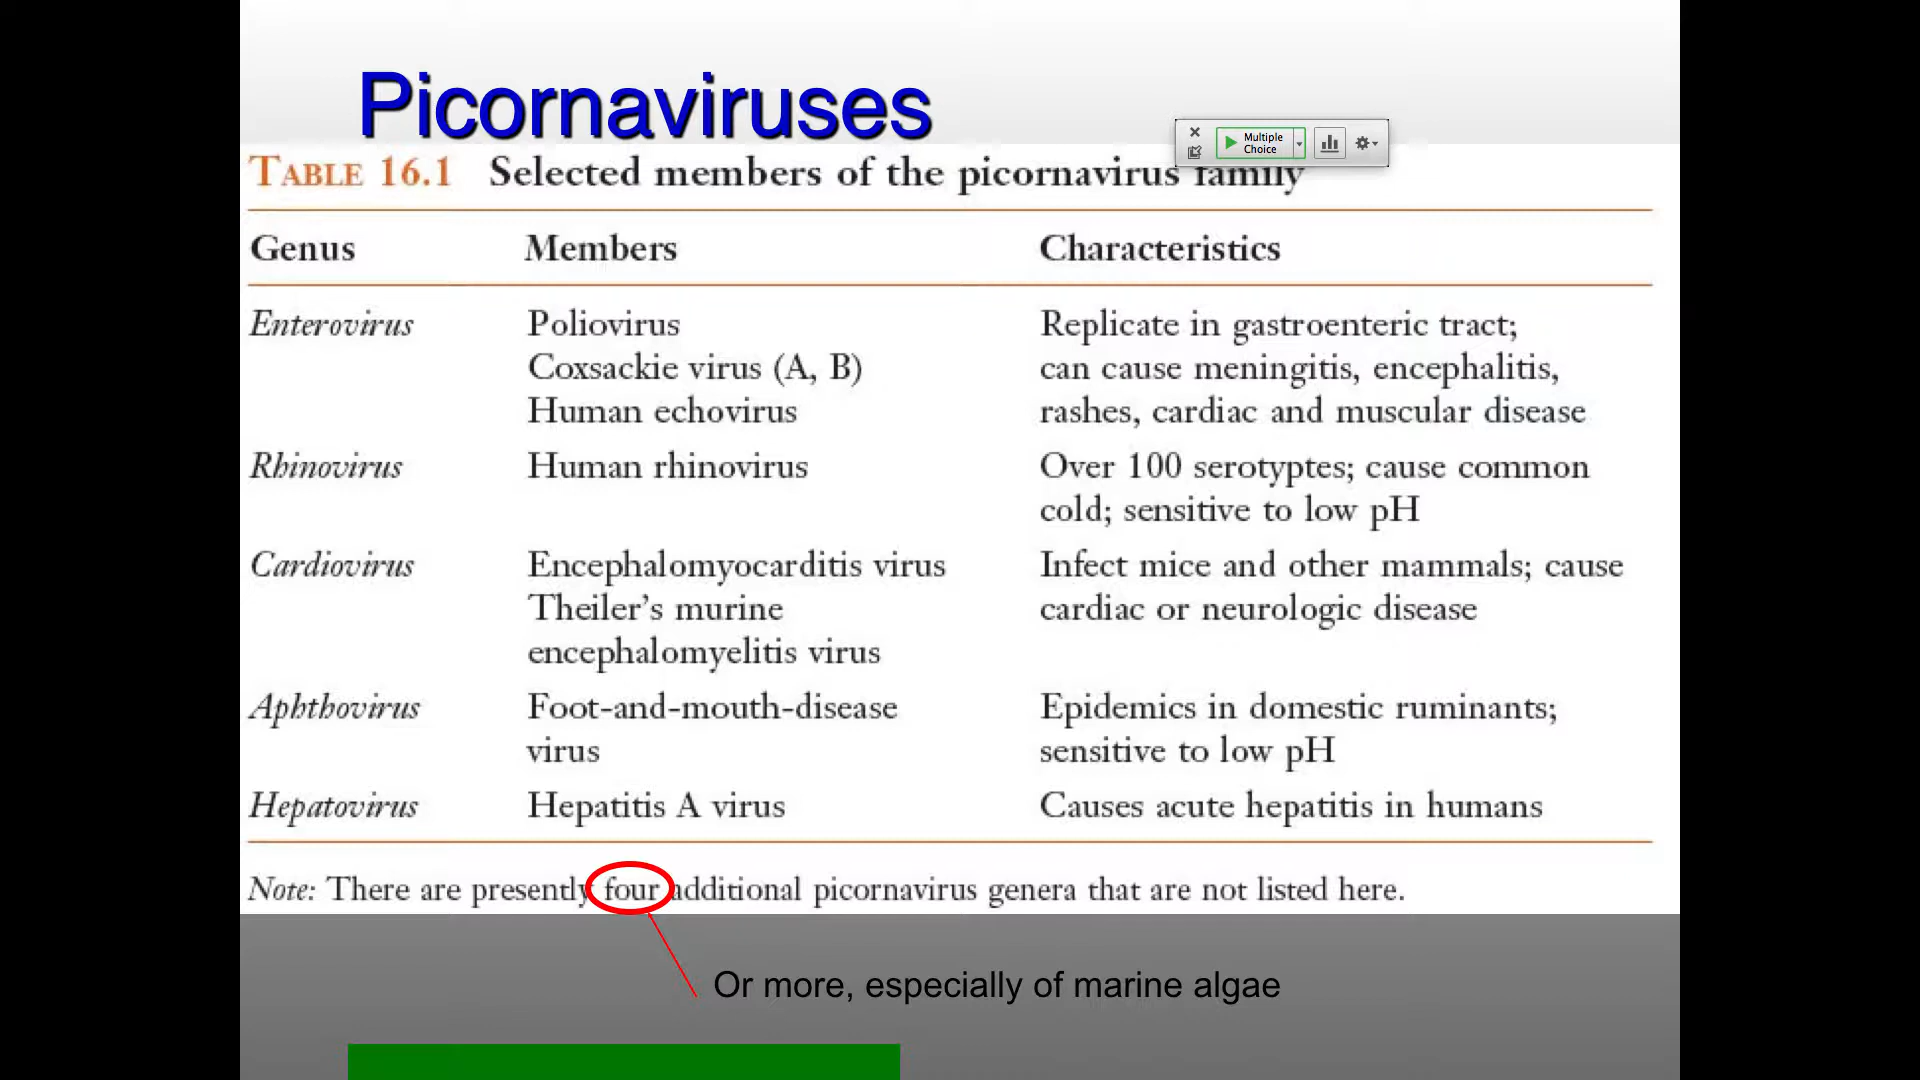 Picornaviruses
Multiple
Choice
TABLE 16.1 Selected members of the picornavirus family
Genus Members Characteristics
Enterovirus Poliovirus Replicate in gastroenteric tract;
Coxsackie virus (A, B) can cause meningitis, encephalitis,
Human echovirus rashes, cardiac and muscular disease
Rhinovirus Human rhinovirus Over 100 serotyptes; cause common
cold; sensitive to low pH
Cardiovirus Encephalomyocarditis virus Infect mice and other mammals; cause
Theiler's murine cardiac or neurologic disease
encephalomyelitis virus
Aphthovirus Foot-and-mouth-disease Epidemics in domestic ruminants;
virus sensitive to low pH
Hepatovirus Hepatitis A virus Causes acute hepatitis in humans
Note: There are presently four additional picornavirus genera that are not listed here.
Or more, especially of marine algae